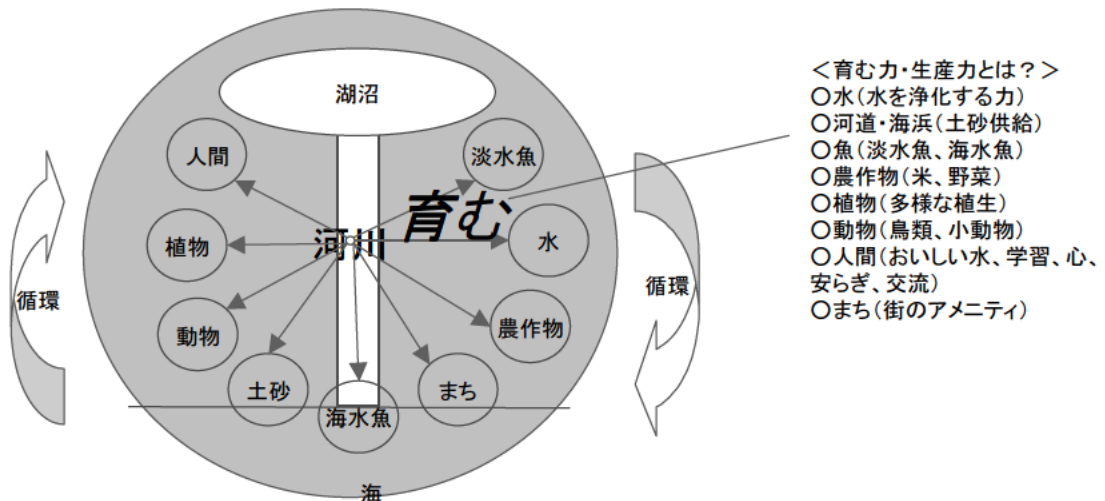 湖沼
人間
淡水魚
育む
植物
河川
水
循環
動物
農作物
土砂
まち
海水魚
海
循環
＜育む力・生産力とは？＞
○水（水を浄化する力）
○河道・海浜（土砂供給）
○魚（淡水魚、海水魚）
○農作物（米、野菜）
○植物（多様な植生）
○動物（鳥類、小動物）
○人間（おいしい水、学習、心、
安らぎ、交流）
○まち（街のアメニティ）